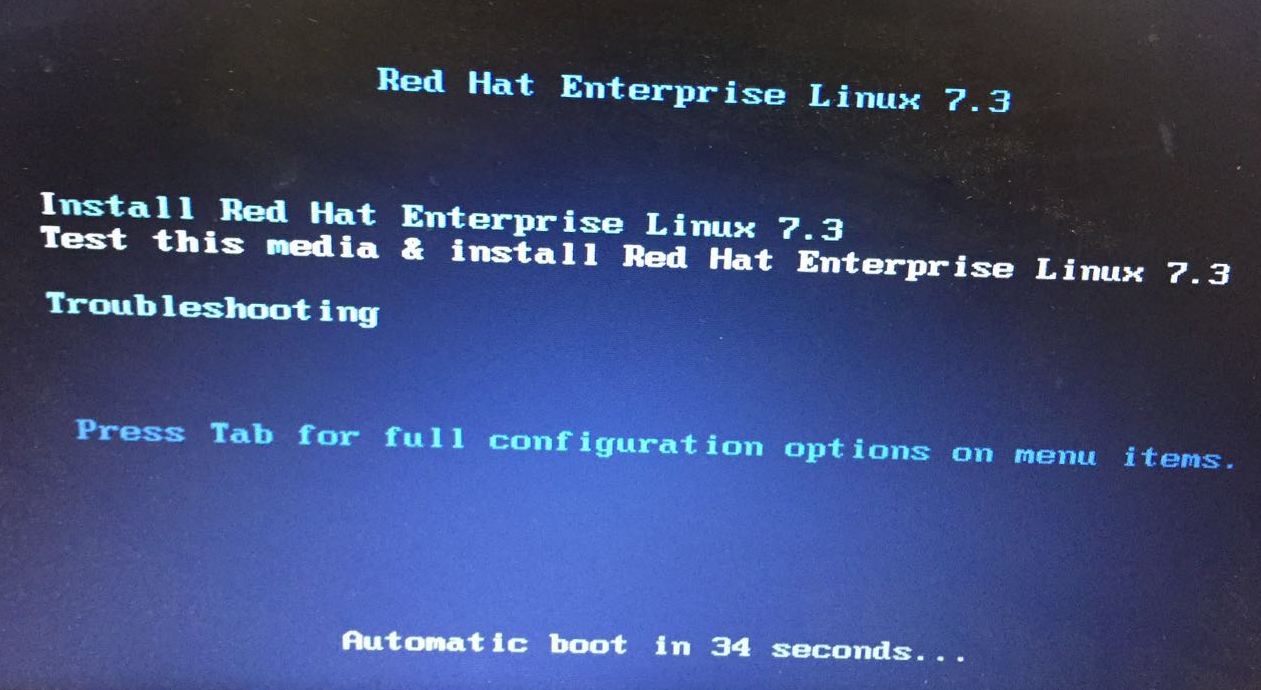 Red Hat Enterprise Linux 7.3
Install Red Hat Enterprise Linux 7.3
Test this media & install Red Hat Enterprise Linux 7.3
Troubleshooting
Press Tab for full configuration options on menu items.
Automatic boot in 34 seconds...